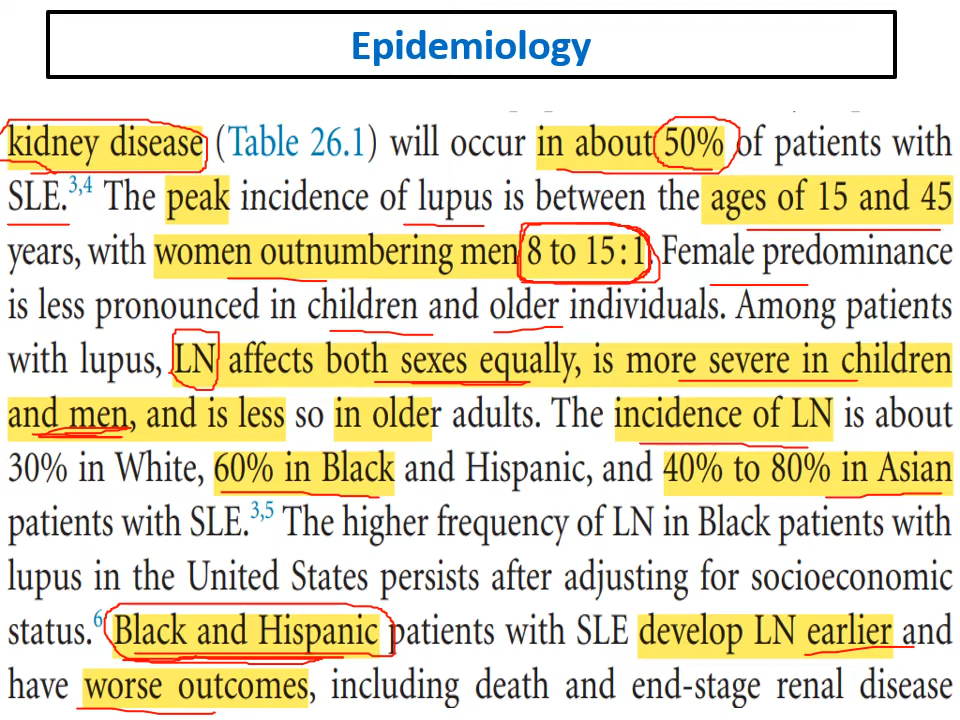 Epidemiology
kidney disease (Table 26.1) will occur in about 50% of patients with
SLE.3,4 The peak incidence of lupus is between the ages of 15 and 45
years, with women outnumbering men 8 to 15:1. Female predominance
is less pronounced in children and older individuals. Among patients
with lupus, LN affects both sexes equally, is more severe in children
and men, and is less so in older adults. The incidence of LN is about
30% in White, 60% in Black and Hispanic, and 40% to 80% in Asian
patients with SLE.3,5 The higher frequency of LN in Black patients with
lupus in the United States persists after adjusting for socioeconomic
status.6 Black and Hispanic patients with SLE develop LN earlier and
have worse outcomes, including death and end-stage renal disease